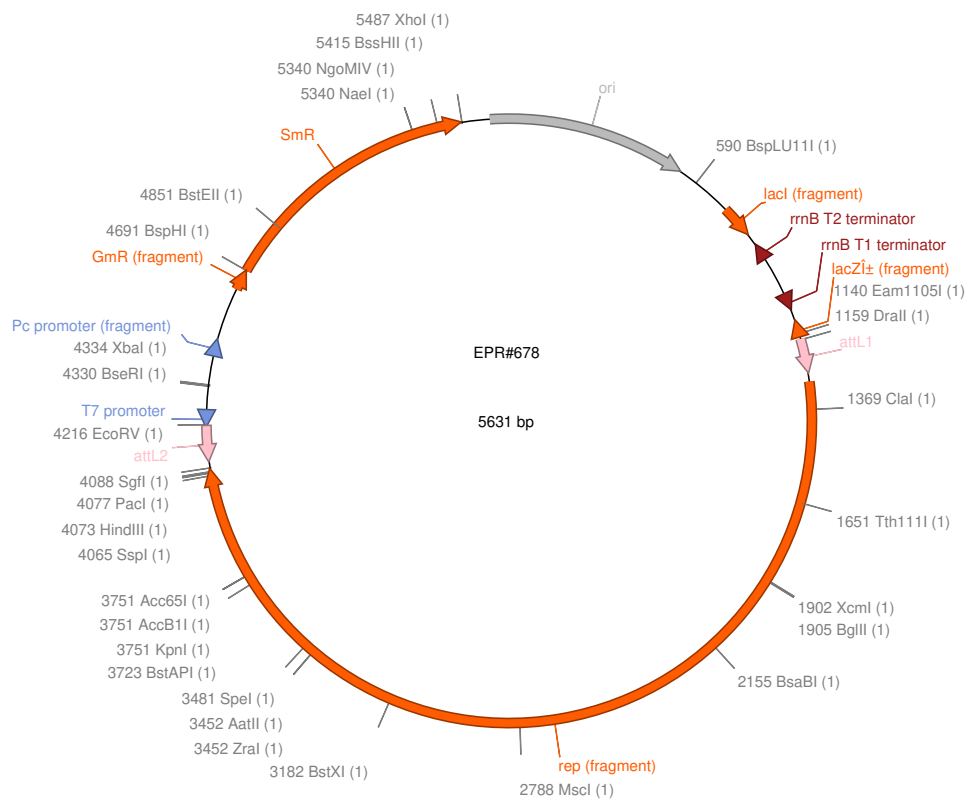 5487 XhoI (1)
5415 BssHII (1)
5340 NgoMIV (1)
5340 NaeI (1)
ori
SmR
590 BspLU11I (1)
4851 BstEII (1)
lacI (fragment)
4691 BspHI (1)
rrnB T2 terminator
GmR (fragment)
rrnB T1 terminator
lacZÎ± (fragment)
1140 Eam1105I (1)
1159 DraII (1)
Pc promoter (fragment)
4334 XbaI (1)
EPR#678
attL1
4330 BseRI (1)
1369 ClaI (1)
T7 promoter
5631 bp
4216 EcoRV (1)
attL2
4088 SgfI (1)
4077 PacI (1)
1651 Tth111I (1)
4073 HindIII (1)
4065 SspI (1)
3751 Acc65I (1)
1902 XcmI (1)
3751 AccB1I (1)
1905 BglII (1)
3751 KpnI (1)
3723 BstAPI (1)
2155 BsaBI (1)
3481 SpeI (1)
3452 AatII (1)
3452 ZraI (1)
3182 BstXI (1)
rep (fragment)
2788 MscI (1)